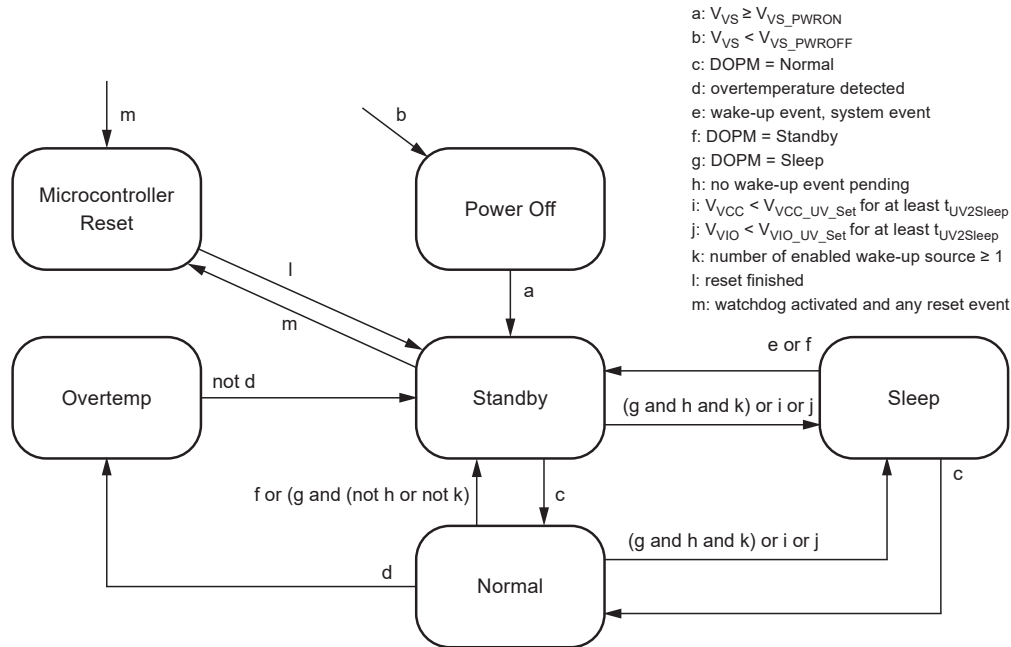 a: V_VS ≥ V_VS_PWRON
b: V_VS < V_VS_PWROFF
c: DOPM = Normal
d: overtemperature detected
e: wake-up event, system event
f: DOPM = Standby
g: DOPM = Sleep
h: no wake-up event pending
i: V_VCC < V_VCC_UV_Set for at least t_UV2Sleep
j: V_VIO < V_VIO_UV_Set for at least t_UV2Sleep
k: number of enabled wake-up source ≥ 1
l: reset finished
m: watchdog activated and any reset event
m
b
Microcontroller
Reset
Power Off
l
m
a
e or f
Overtemp
not d
Standby
(g and h and k) or i or j
Sleep
f or (g and (not h or not k)
c
c
(g and h and k) or i or j
d
Normal